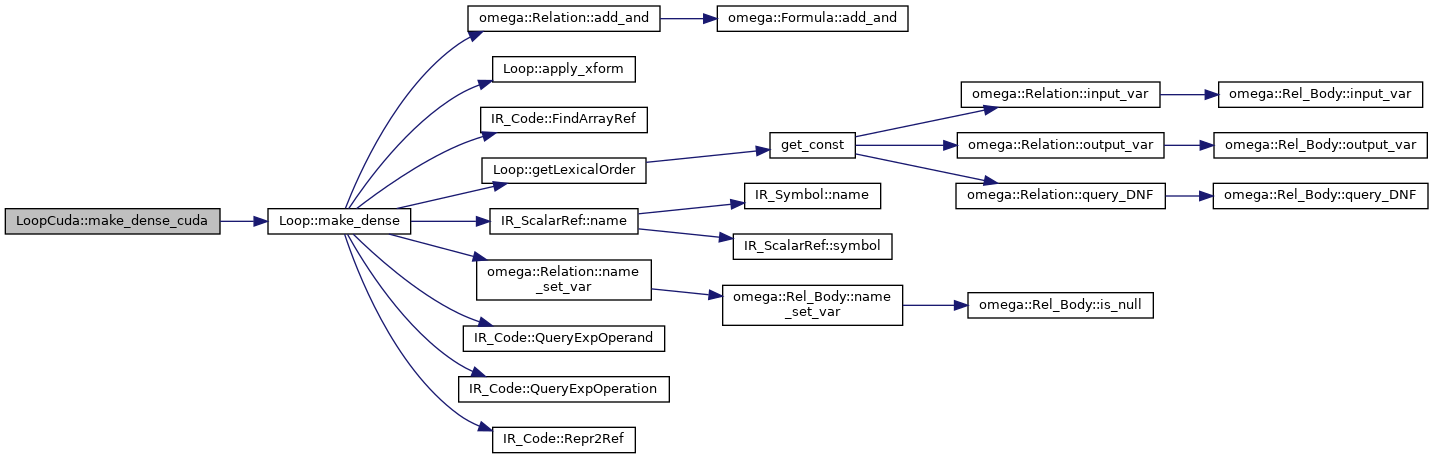 LoopCuda::make_dense_cuda
Loop::make_dense
omega::Relation::add_and
omega::Formula::add_and
Loop::apply_xform
IR_Code::FindArrayRef
Loop::getLexicalOrder
get_const
omega::Relation::input_var
omega::Rel_Body::input_var
omega::Relation::output_var
omega::Rel_Body::output_var
omega::Relation::query_DNF
omega::Rel_Body::query_DNF
IR_ScalarRef::name
IR_Symbol::name
IR_ScalarRef::symbol
omega::Relation::name
_set_var
omega::Rel_Body::name
_set_var
omega::Rel_Body::is_null
IR_Code::QueryExpOperand
IR_Code::QueryExpOperation
IR_Code::Repr2Ref